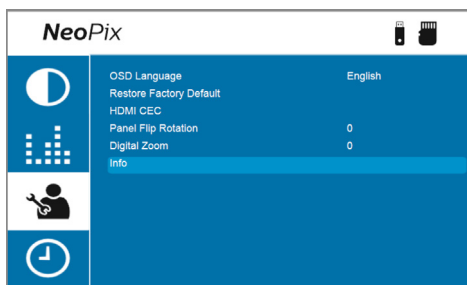 NeoPix
OSD Language English
Restore Factory Default
HDMI CEC
Panel Flip Rotation 0
Digital Zoom 0
Info